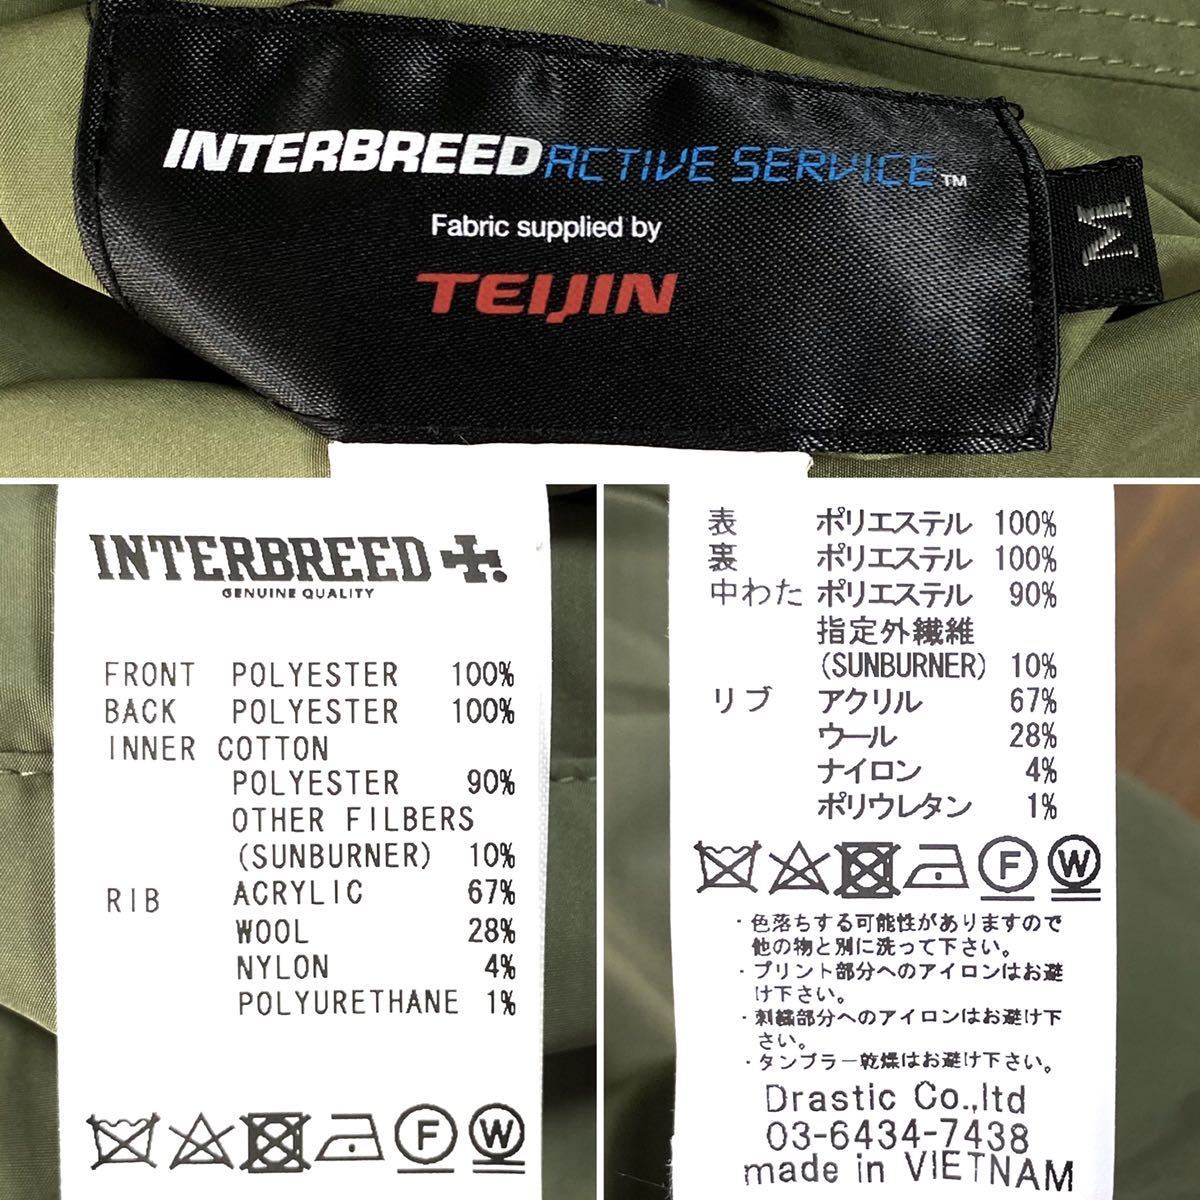 INTERBREED ACTIVE SERVICE™
M
Fabric supplied by
TEIJIN
INTERBREED
GENUINE QUALITY
FRONT POLYESTER 100%
BACK POLYESTER 100%
INNER COTTON
POLYESTER 90%
OTHER FILBERS
(SUNBURNER) 10%
RIB ACRYLIC 67%
WOOL 28%
NYLON 4%
POLYURETHANE 1%
F W
表 ポリエステル 100%
裏 ポリエステル 100%
中わた ポリエステル 90%
指定外繊維
(SUNBURNER) 10%
リブ アクリル 67%
ウール 28%
ナイロン 4%
ポリウレタン 1%
F W
・色落ちする可能性がありますので
他の物と別に洗って下さい。
・プリント部分へのアイロンはお避
け下さい。
・刺繍部分へのアイロンはお避け下
さい。
・タンブラー乾燥はお避け下さい。
Drastic Co.,ltd
03-6434-7438
made in VIETNAM